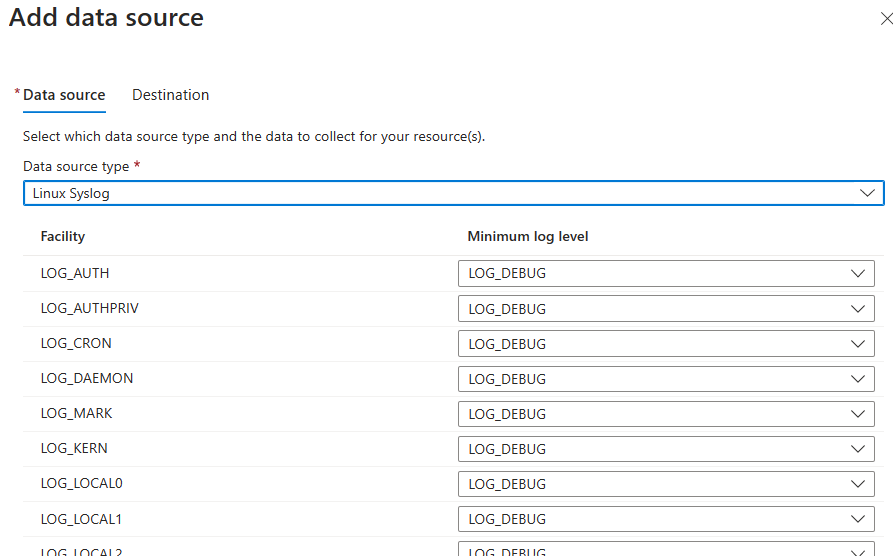 Add data source
* Data source Destination
Select which data source type and the data to collect for your resource(s).
Data source type *
Linux Syslog
Facility Minimum log level
LOG_AUTH LOG_DEBUG
LOG_AUTHPRIV LOG_DEBUG
LOG_CRON LOG_DEBUG
LOG_DAEMON LOG_DEBUG
LOG_MARK LOG_DEBUG
LOG_KERN LOG_DEBUG
LOG_LOCAL0 LOG_DEBUG
LOG_LOCAL1 LOG_DEBUG
LOG_LOCAL2 LOG_DEBUG